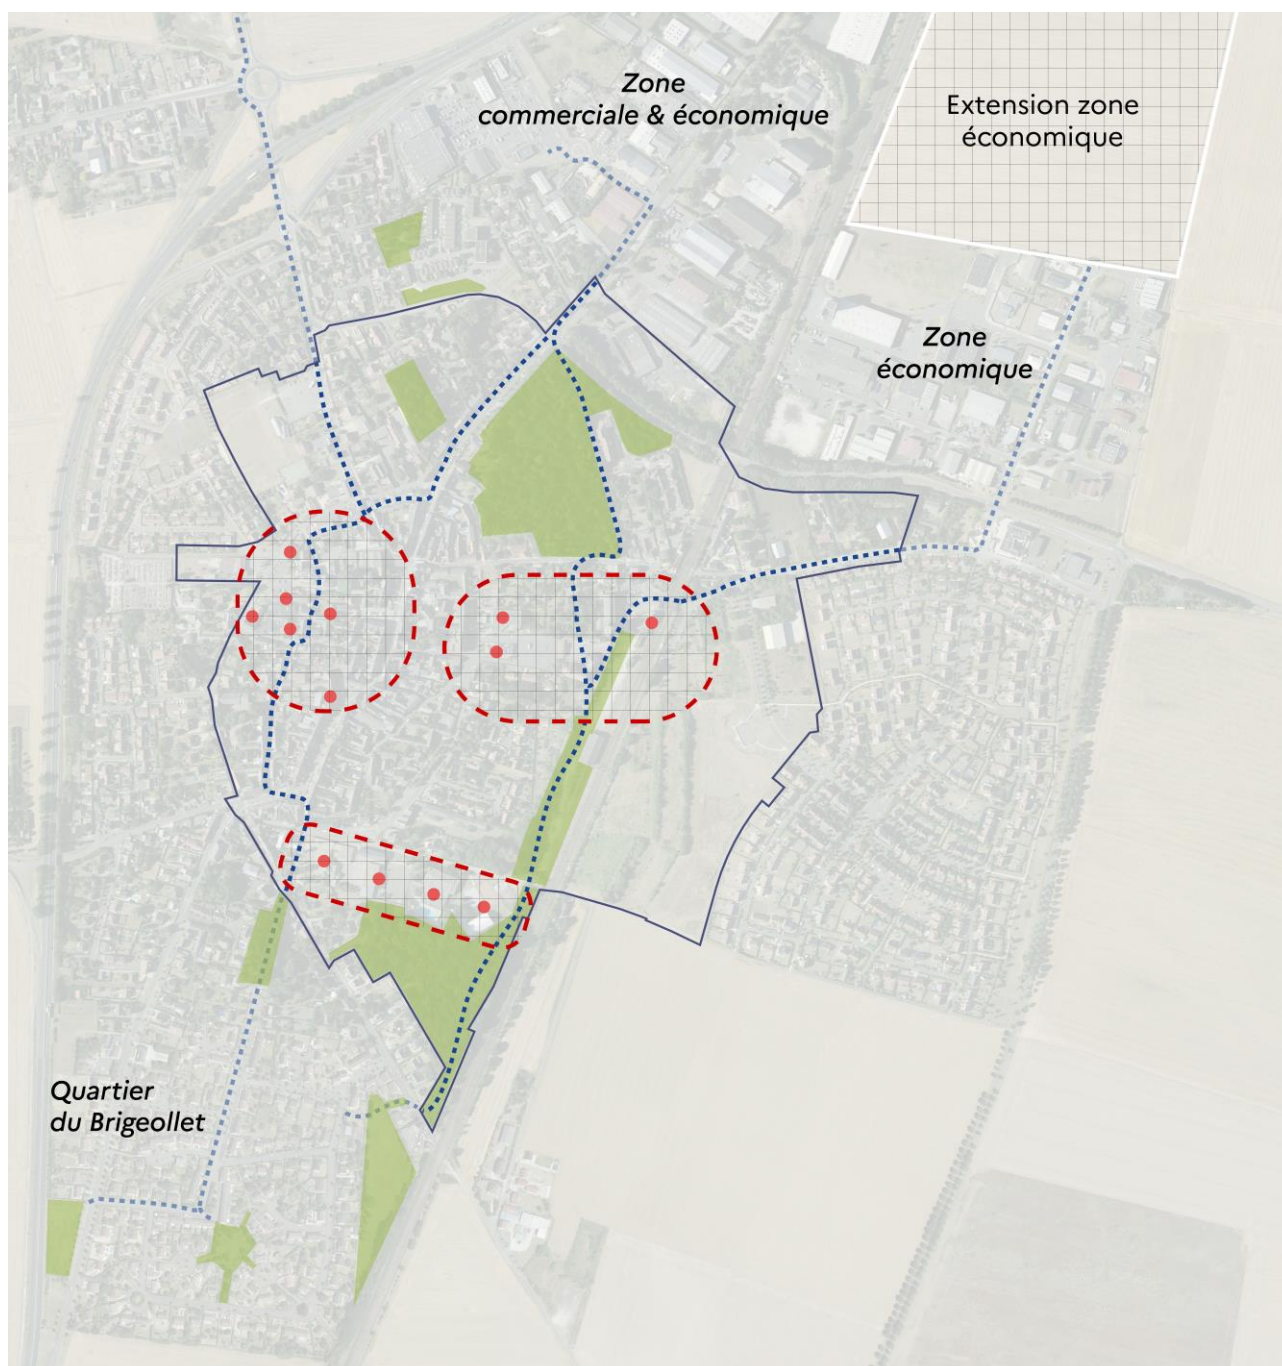 Zone
commerciale & économique
Extension zone
économique
Zone
économique
Quartier
du Brigeollet